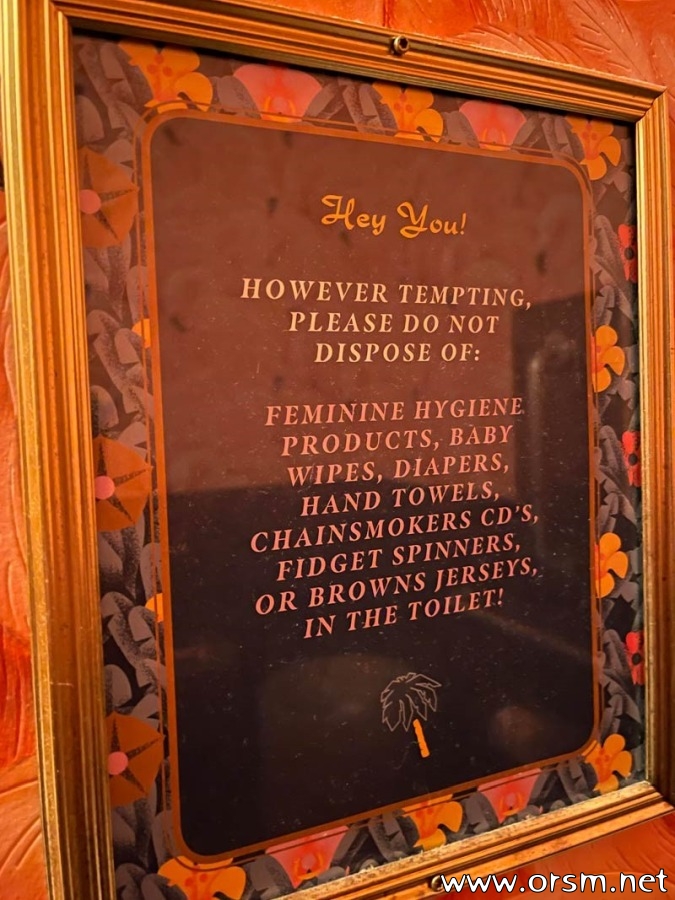 Hey You!
HOWEVER TEMPTING,
PLEASE DO NOT
DISPOSE OF:
FEMININE HYGIENE
PRODUCTS, BABY
WIPES, DIAPERS,
HAND TOWELS,
CHAINSMOKERS CD'S,
FIDGET SPINNERS,
OR BROWNS JERSEYS,
IN THE TOILET!
www.orsm.net